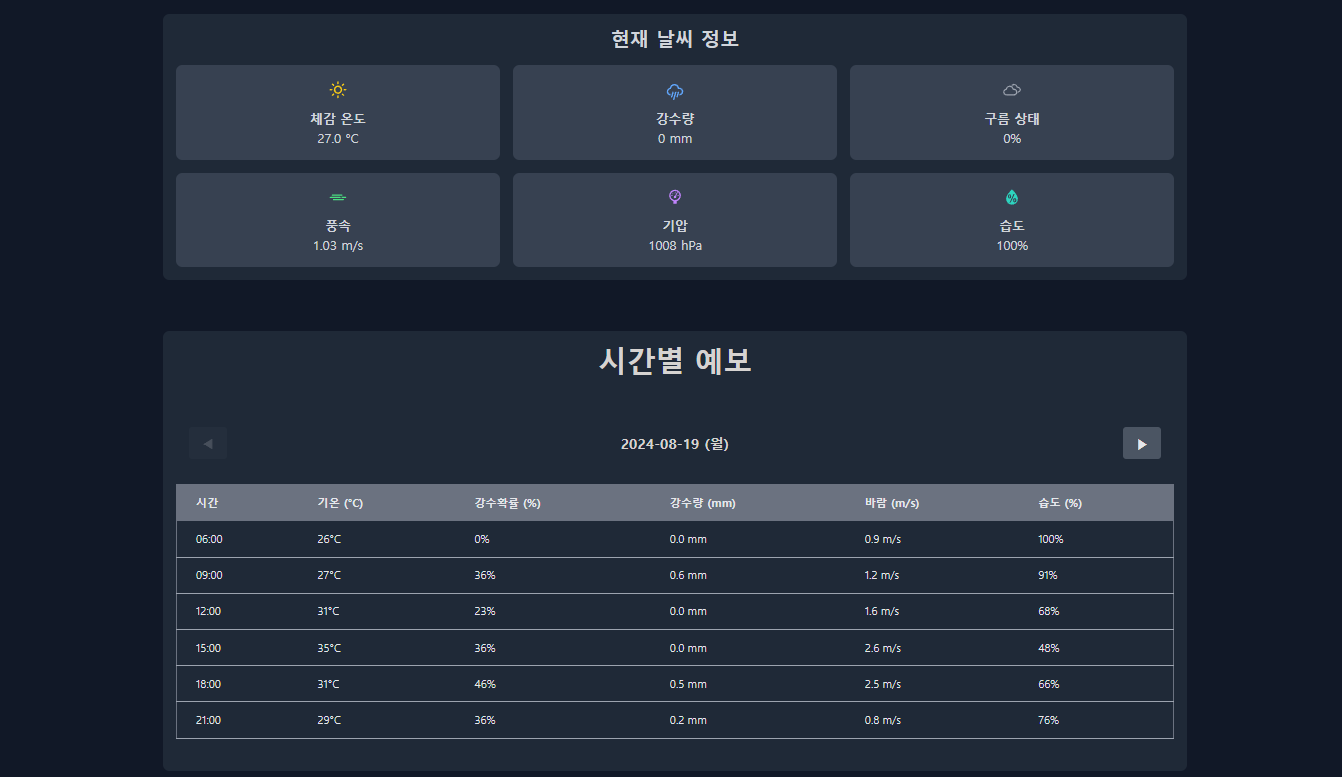 현재 날씨 정보
체감 온도 강수량 구름 상태
27.0 °C 0 mm 0%
풍속 기압 습도
1.03 m/s 1008 hPa 100%
시간별 예보
◀ 2024-08-19 (월) ▶
시간 기온 (°C) 강수확률 (%) 강수량 (mm) 바람 (m/s) 습도 (%)
06:00 26°C 0% 0.0 mm 0.9 m/s 100%
09:00 27°C 36% 0.6 mm 1.2 m/s 91%
12:00 31°C 23% 0.0 mm 1.6 m/s 68%
15:00 35°C 36% 0.0 mm 2.6 m/s 48%
18:00 31°C 46% 0.5 mm 2.5 m/s 66%
21:00 29°C 36% 0.2 mm 0.8 m/s 76%